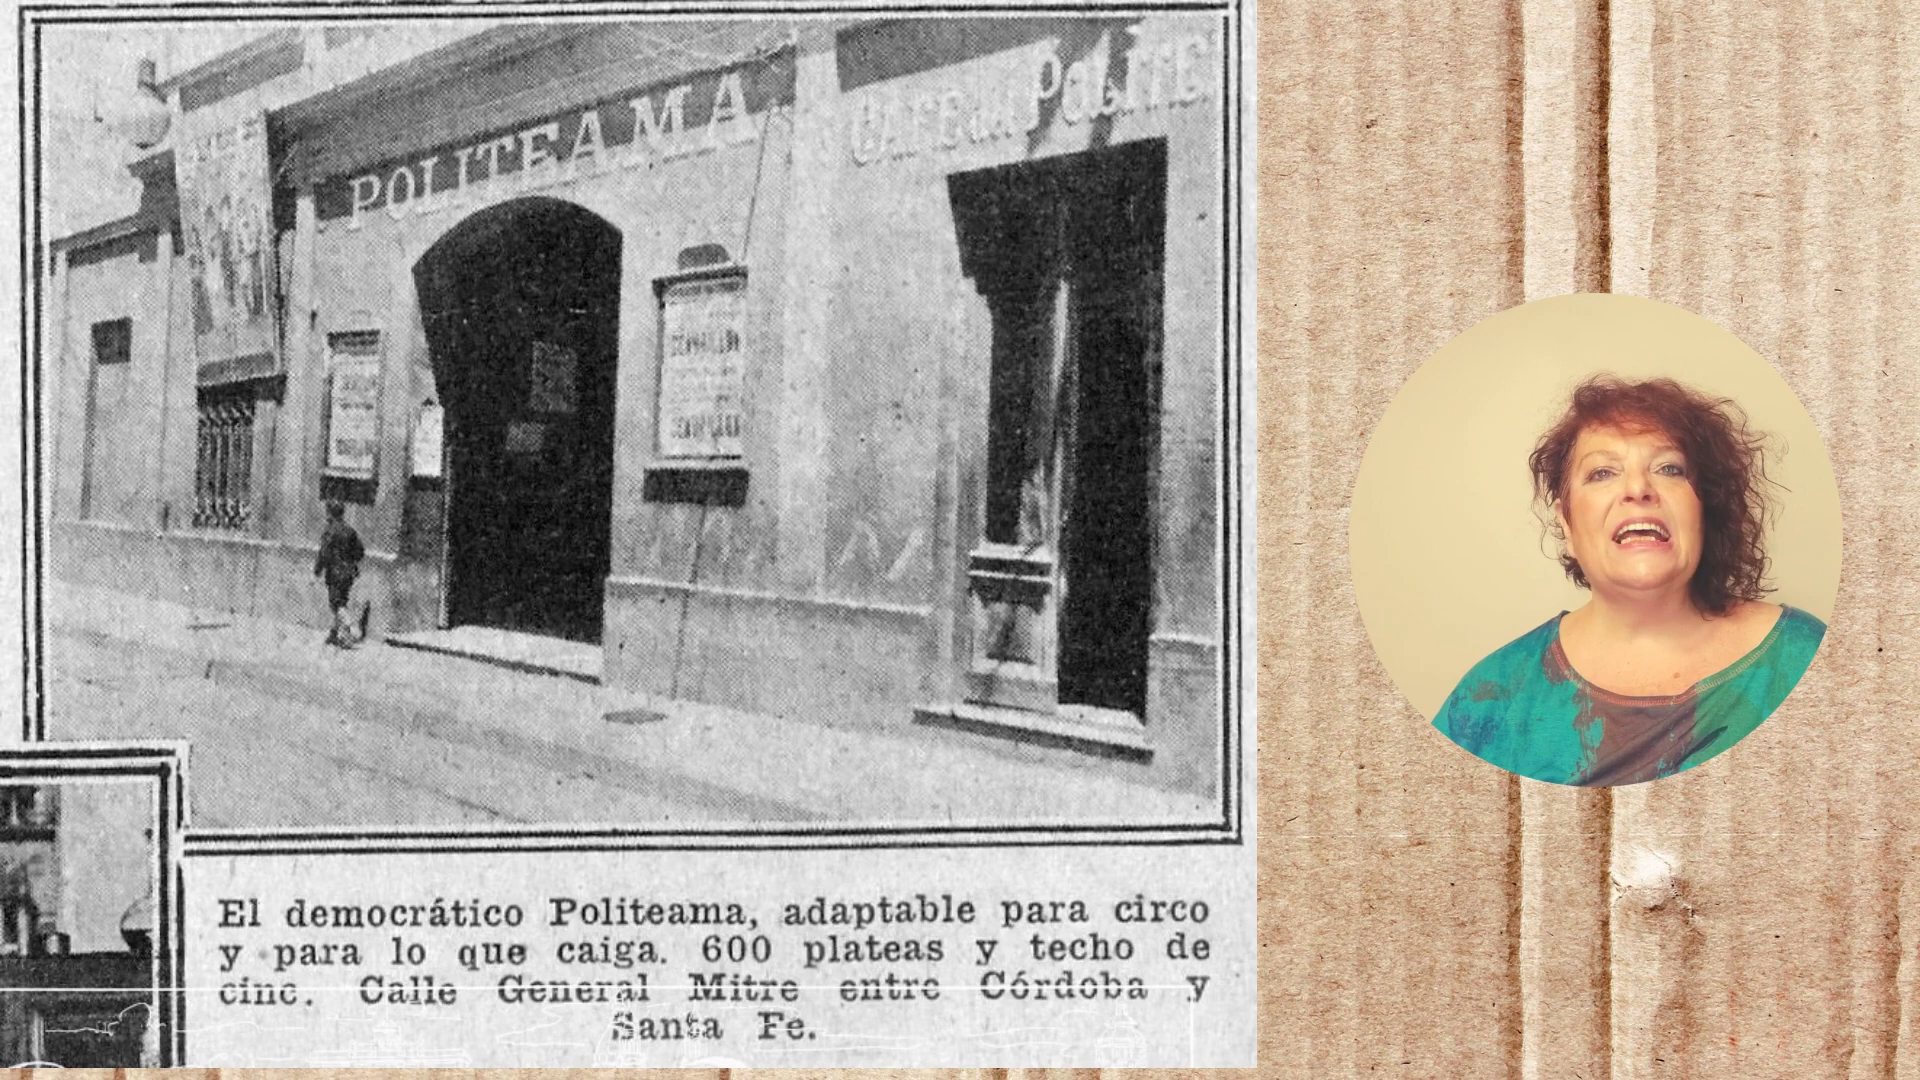 POLITEAMA
CAFE
El democrático Politeama, adaptable para circo
y para lo que caiga. 600 plateas y techo de
cinc. Calle General Mitre entre Córdoba y
Santa Fe.